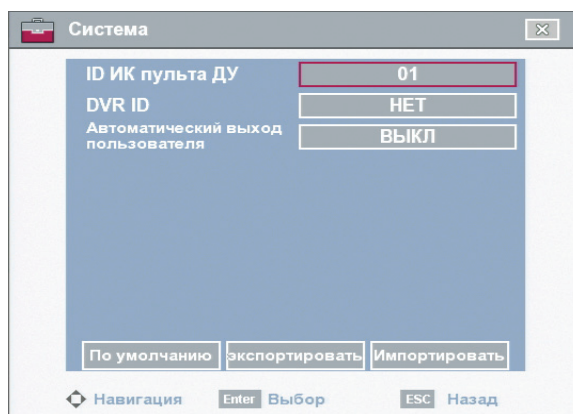 Система
ID ИК пульта ДУ 01
DVR ID НЕТ
Автоматический выход
пользователя ВЫКЛ
По умолчанию экспортировать Импортировать
Навигация Enter Выбор ESC Назад